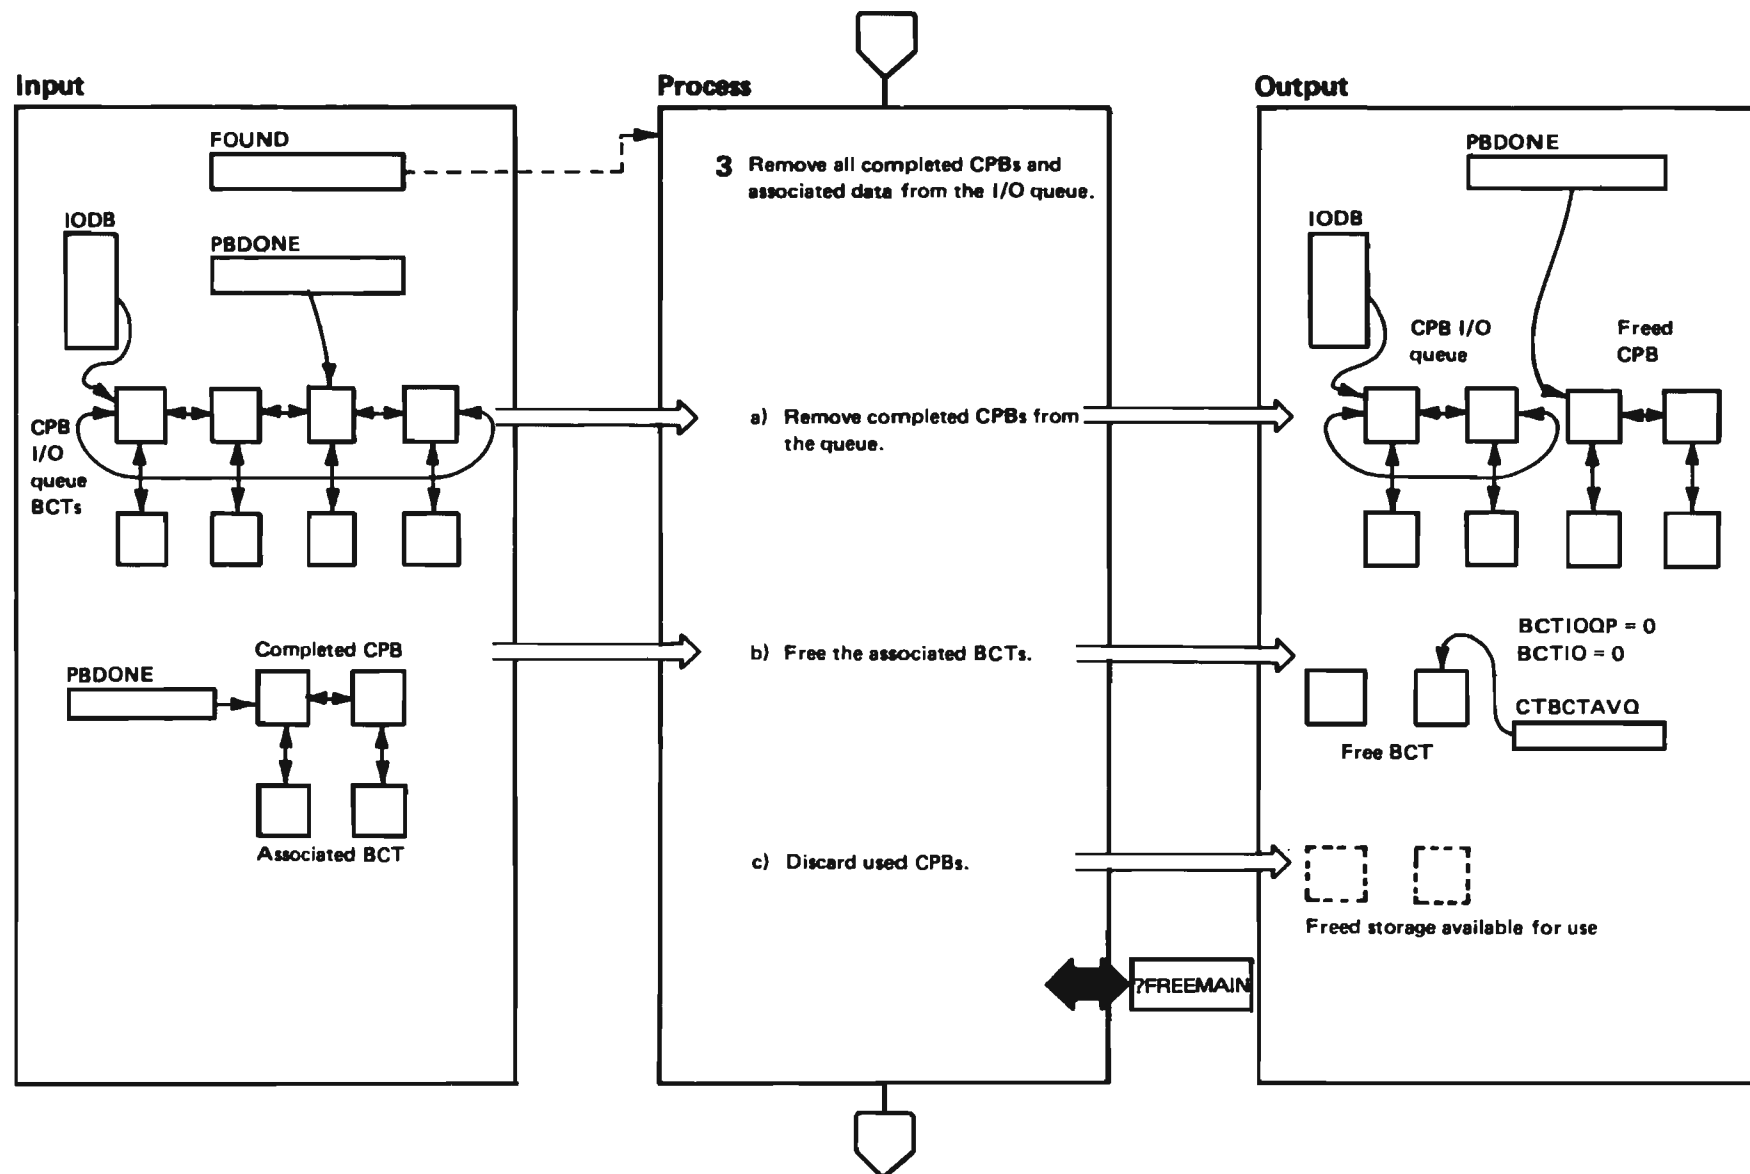 Input
FOUND
IODB
PBDONE
CPB
I/O
queue
BCTs
Completed CPB
PBDONE
Associated BCT
Process
3 Remove all completed CPBs and
associated data from the I/O queue.
a) Remove completed CPBs from
the queue.
b) Free the associated BCTs.
c) Discard used CPBs.
?FREEMAIN
Output
PBDONE
IODB
CPB I/O
queue
Freed
CPB
BCTIOQP = 0
BCTIO = 0
CTBCTAVQ
Free BCT
Freed storage available for use